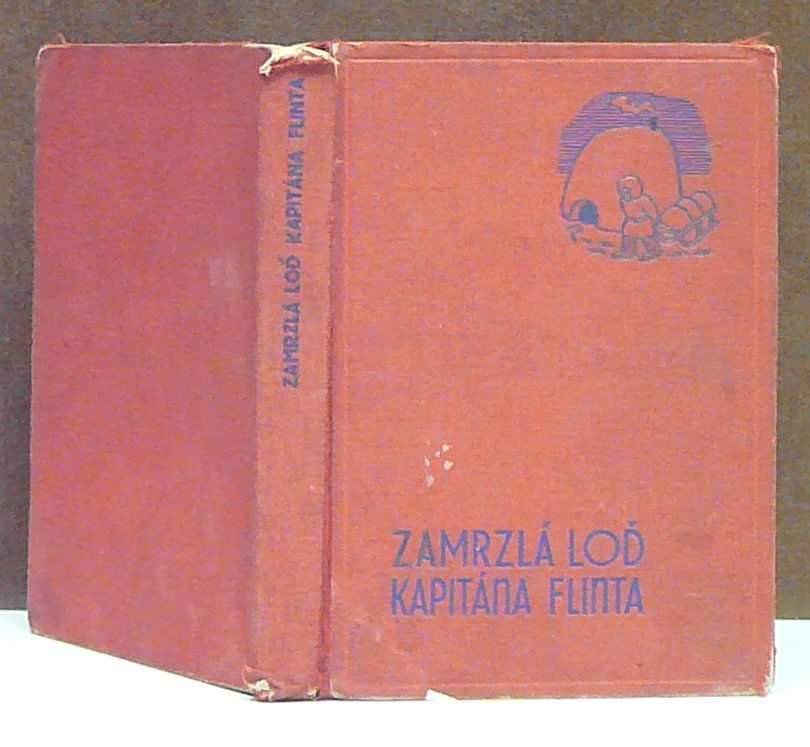 ZAMRZLÁ LOĎ KAPITÁNA FLINTA
ZAMRZLÁ LOĎ
KAPITÁNA FLINTA